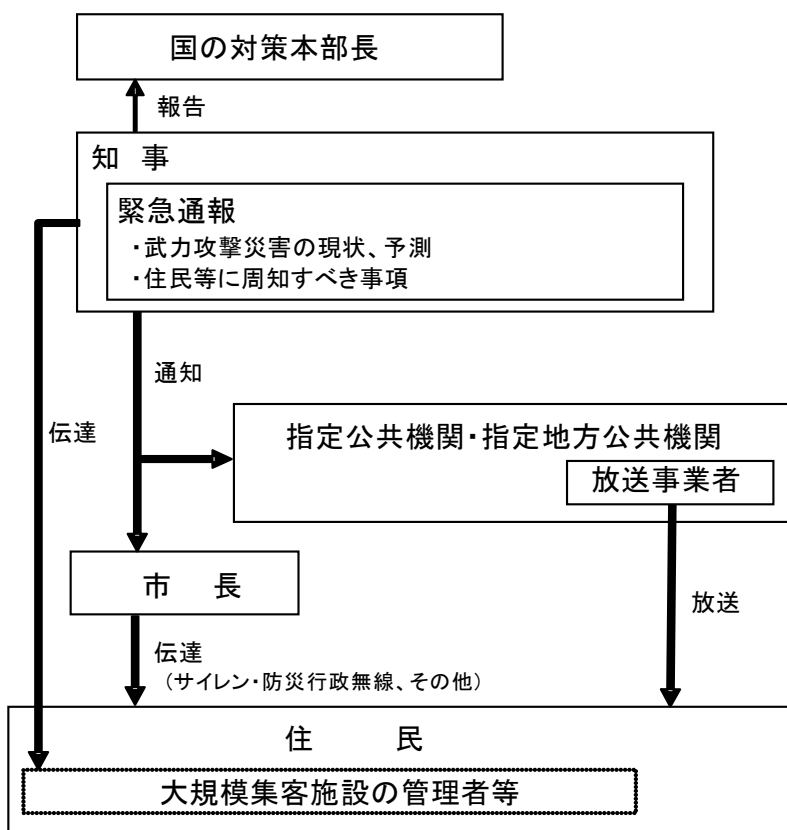 国の対策本部長
報告
知 事
緊急通報
・武力攻撃災害の現状、予測
・住民等に周知すべき事項
通知
伝達
指定公共機関・指定地方公共機関
放送事業者
市 長
放送
伝達
(サイレン・防災行政無線、その他)
住 民
大規模集客施設の管理者等